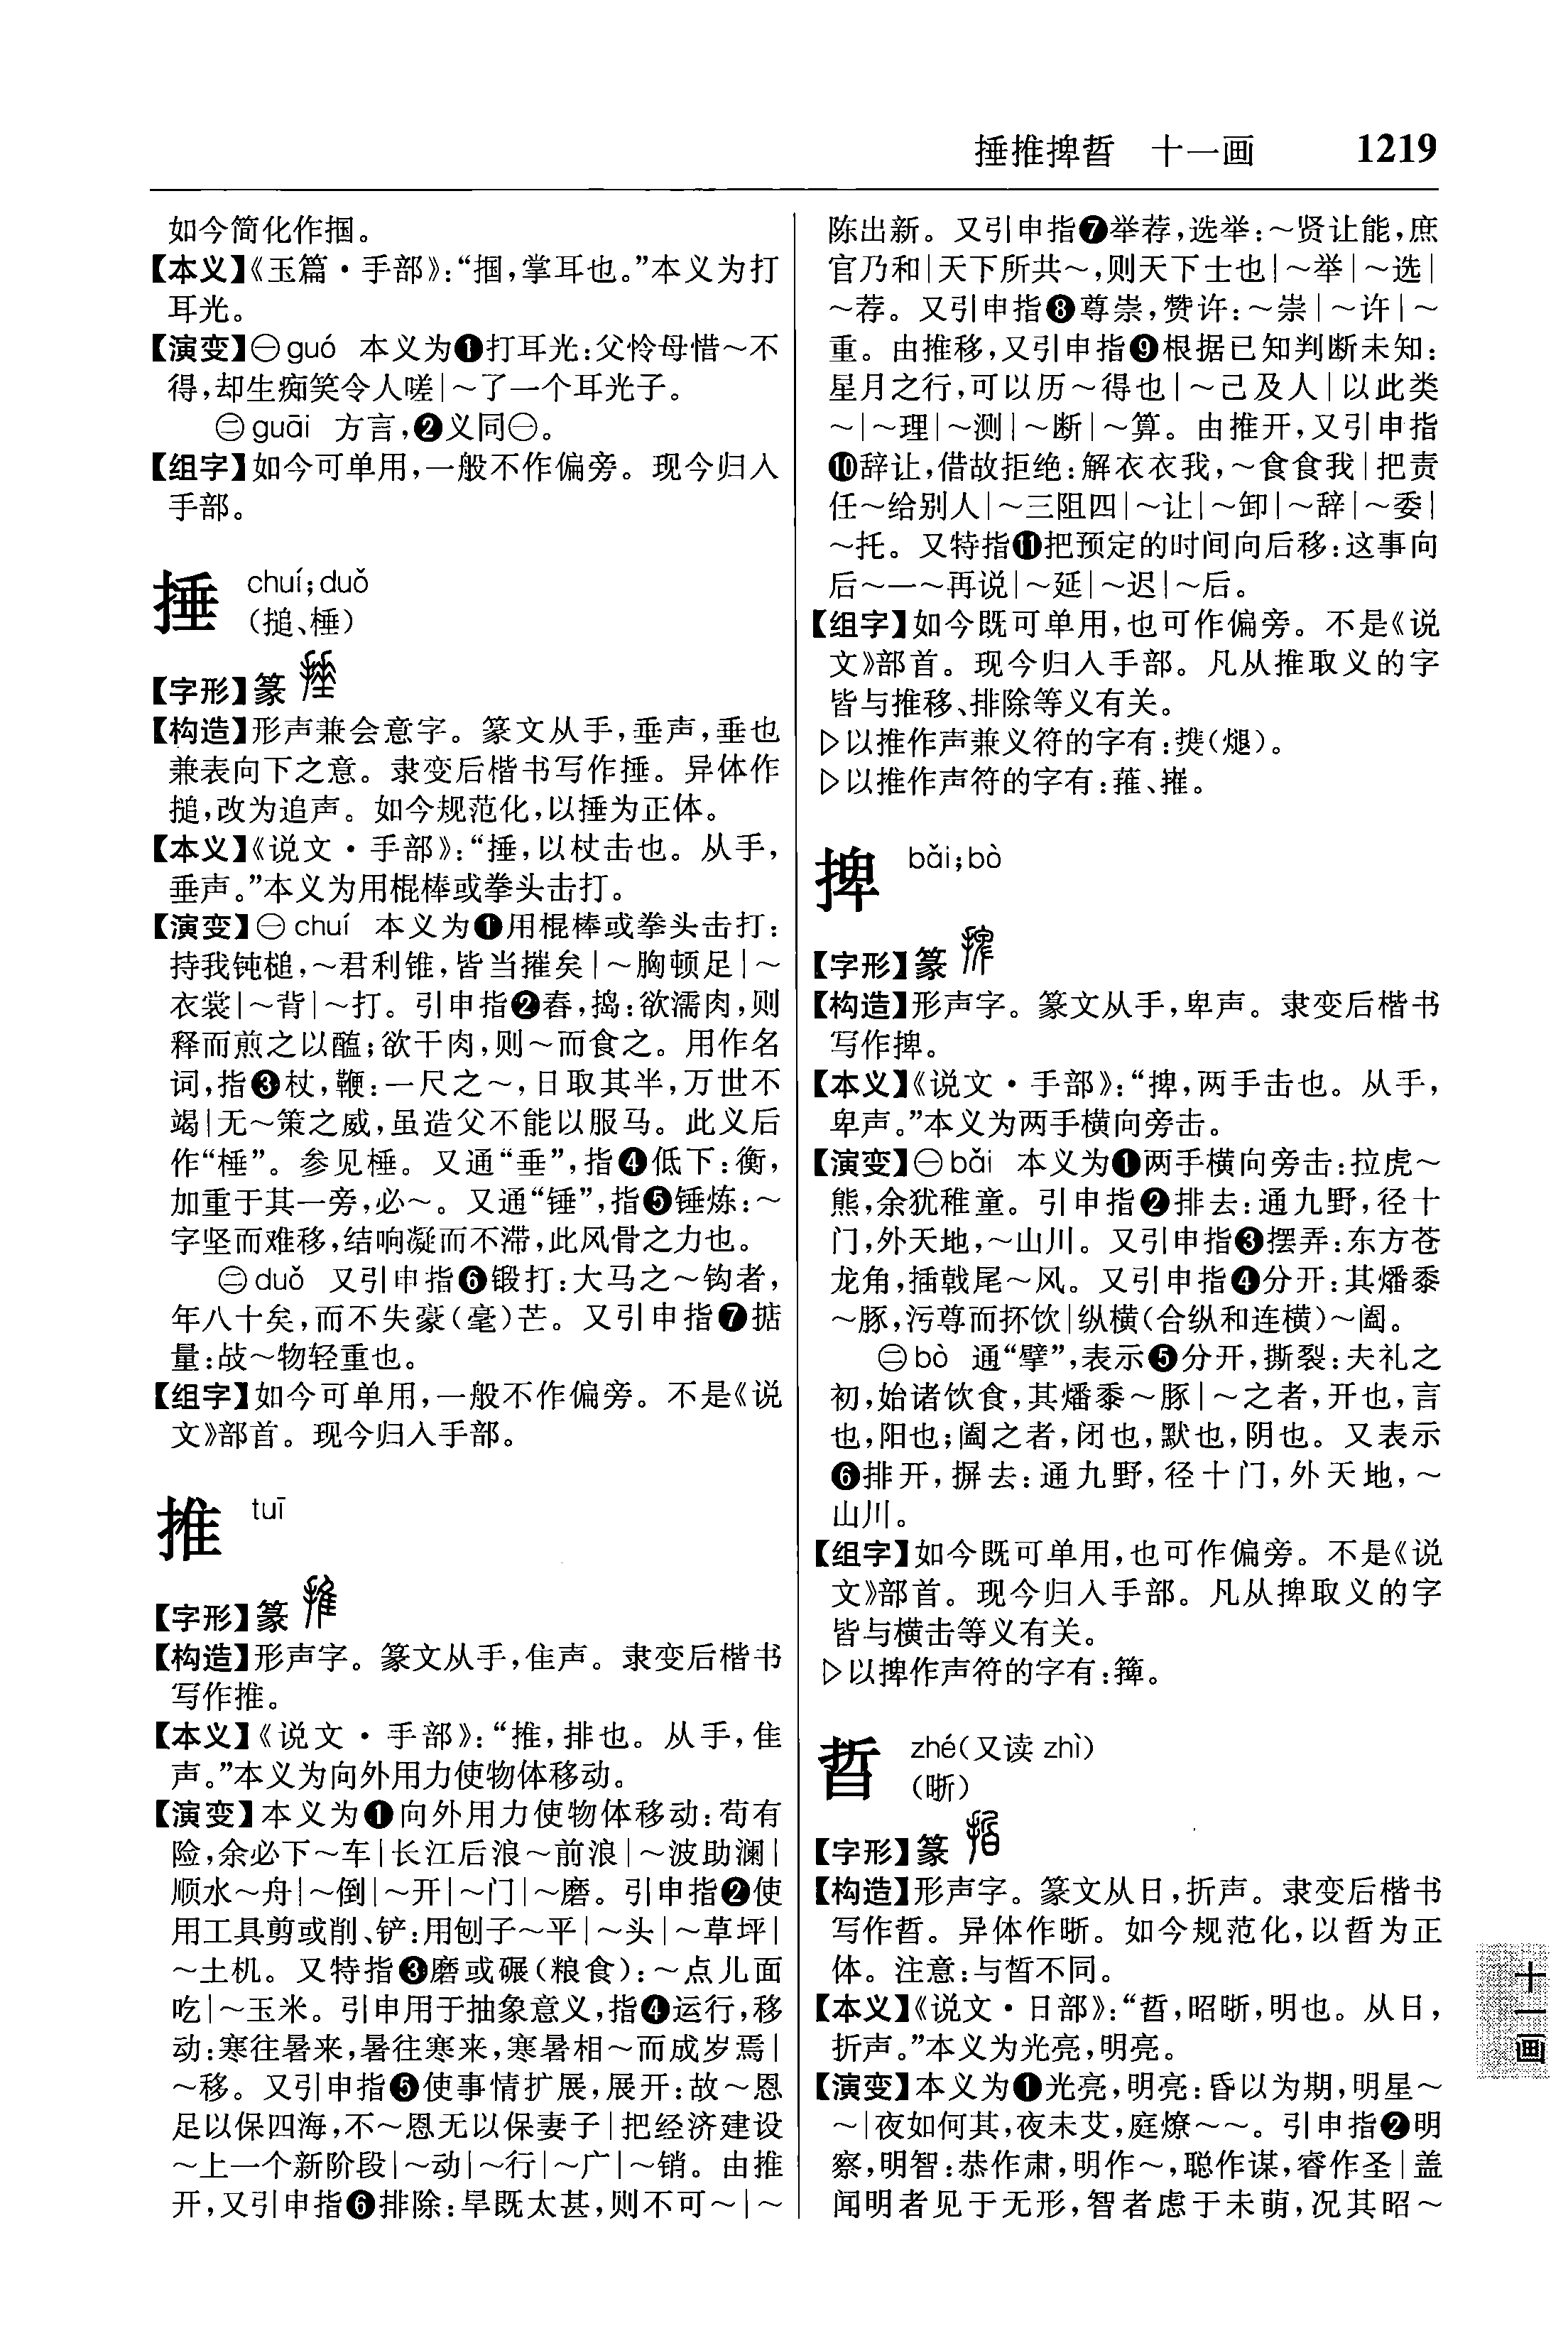 捶推捭晢　十一画　1219
如今简化作掴。
【本义】《玉篇·手部》：“掴，掌耳也。”本义为打
耳光。
【演变】㊀guó 本义为❶打耳光：父怜母惜～不
得，却生痴笑令人嗟|～了一个耳光子。
㊁guāi 方言，❷义同㊀。
【组字】如今可单用，一般不作偏旁。现今归入
手部。
捶 chuí；duǒ
（搥、棰）
【字形】篆
【构造】形声兼会意字。篆文从手，垂声，垂也
兼表向下之意。隶变后楷书写作捶。异体作
搥，改为追声。如今规范化，以捶为正体。
【本义】《说文·手部》：“捶，以杖击也。从手，
垂声。”本义为用棍棒或拳头击打。
【演变】㊀chuí 本义为❶用棍棒或拳头击打：
持我钝槌，～君利锥，皆当摧矣|～胸顿足|～
衣裳|～背|～打。引申指❷舂，捣：欲濡肉，则
释而煎之以醢；欲干肉，则～而食之。用作名
词，指❸杖，鞭：一尺之～，日取其半，万世不
竭|无～策之威，虽造父不能以服马。此义后
作“棰”。参见棰。又通“垂”，指❹低下：衡，
加重于其一旁，必～。又通“锤”，指❺锤炼：～
字坚而难移，结响凝而不滞，此风骨之力也。
㊁duǒ 又引申指❻锻打：大马之～钩者，
年八十矣，而不失豪（毫）芒。又引申指❼掂
量：敁～物轻重也。
【组字】如今可单用，一般不作偏旁。不是《说
文》部首。现今归入手部。
推 tuī
【字形】篆
【构造】形声字。篆文从手，隹声。隶变后楷书
写作推。
【本义】《说文·手部》：“推，排也。从手，隹
声。”本义为向外用力使物体移动。
【演变】本义为❶向外用力使物体移动：苟有
险，余必下～车|长江后浪～前浪|～波助澜|
顺水～舟|～倒|～开|～门|～磨。引申指❷使
用工具剪或削、铲：用刨子～平|～头|～草坪|
～土机。又特指❸磨或碾（粮食）：～点儿面
吃|～玉米。引申用于抽象意义，指❹运行，移
动：寒往暑来，暑往寒来，寒暑相～而成岁焉|
～移。又引申指❺使事情扩展，展开：故～恩
足以保四海，不～恩无以保妻子|把经济建设
～上一个新阶段|～动|～行|～广|～销。由推
开，又引申指❻排除：旱既太甚，则不可～|～
陈出新。又引申指❼举荐，选举：～贤让能，庶
官乃和|天下所共～，则天下士也|～举|～选|
～荐。又引申指❽尊崇，赞许：～崇|～许|～
重。由推移，又引申指❾根据已知判断未知：
星月之行，可以历～得也|～己及人|以此类
～|～理|～测|～断|～算。由推开，又引申指
❿辞让，借故拒绝：解衣衣我，～食食我|把责
任～给别人|～三阻四|～让|～卸|～辞|～委|
～托。又特指⓫把预定的时间向后移：这事向
后～一～再说|～延|～迟|～后。
【组字】如今既可单用，也可作偏旁。不是《说
文》部首。现今归入手部。凡从推取义的字
皆与推移、排除等义有关。
▷以推作声兼义符的字有：㩣（煺）。
▷以推作声符的字有：蓷、㩁。
捭 bǎi；bò
【字形】篆
【构造】形声字。篆文从手，卑声。隶变后楷书
写作捭。
【本义】《说文·手部》：“捭，两手击也。从手，
卑声。”本义为两手横向旁击。
【演变】㊀bǎi 本义为❶两手横向旁击：拉虎～
熊，余犹稚童。引申指❷排去：通九野，径十
门，外天地，～山川。又引申指❸摆弄：东方苍
龙角，插戟尾～风。又引申指❹分开：其燔黍
～豚，污尊而抔饮|纵横（合纵和连横）～阖。
㊁bò 通“擘”，表示❺分开，撕裂：夫礼之
初，始诸饮食，其燔黍～豚|～之者，开也，言
也，阳也；阖之者，闭也，默也，阴也。又表示
❻排开，摒去：通九野，径十门，外天地，～
山川。
【组字】如今既可单用，也可作偏旁。不是《说
文》部首。现今归入手部。凡从捭取义的字
皆与横击等义有关。
▷以捭作声符的字有：䈽。
晢 zhé（又读 zhì）
（晣）
【字形】篆
【构造】形声字。篆文从日，折声。隶变后楷书
写作晢。异体作晣。如今规范化，以晢为正
体。注意：与皙不同。
【本义】《说文·日部》：“晢，昭晣，明也。从日，
折声。”本义为光亮，明亮。
【演变】本义为❶光亮，明亮：昏以为期，明星～
～|夜如何其，夜未艾，庭燎～～。引申指❷明
察，明智：恭作肃，明作～，聪作谋，睿作圣|盖
闻明者见于无形，智者虑于未萌，况其昭～
十一画